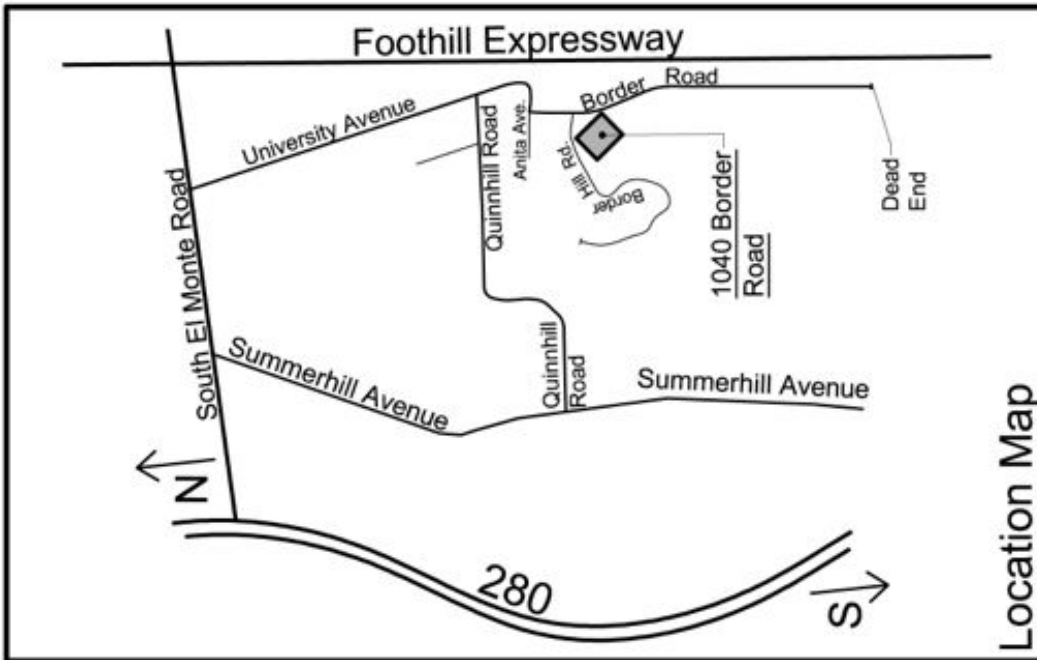 Foothill Expressway
Border Road
University Avenue
Quinnhill Road
Anita Ave.
Border Hill Rd.
Dead
End
1040 Border
Road
South El Monte Road
Summerhill Avenue
Quinnhill
Road
Summerhill Avenue
N
280
S
Location Map